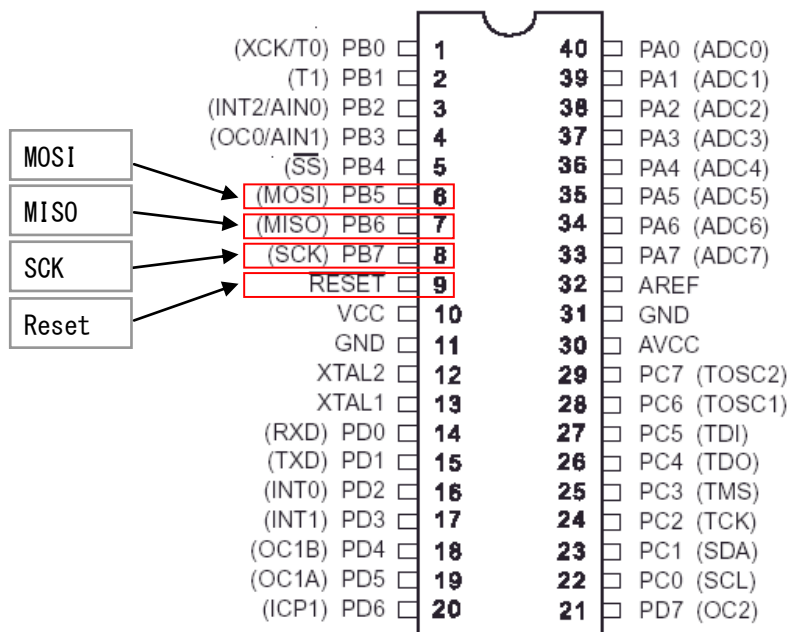 (XCK/T0) PB0 1 40 PA0 (ADC0)
(T1) PB1 2 39 PA1 (ADC1)
(INT2/AIN0) PB2 3 38 PA2 (ADC2)
(OC0/AIN1) PB3 4 37 PA3 (ADC3)
MOSI
(SS) PB4 5 36 PA4 (ADC4)
(MOSI) PB5 6 35 PA5 (ADC5)
MISO
(MISO) PB6 7 34 PA6 (ADC6)
SCK
(SCK) PB7 8 33 PA7 (ADC7)
RESET 9 32 AREF
Reset
VCC 10 31 GND
GND 11 30 AVCC
XTAL2 12 29 PC7 (TOSC2)
XTAL1 13 28 PC6 (TOSC1)
(RXD) PD0 14 27 PC5 (TDI)
(TXD) PD1 15 26 PC4 (TDO)
(INT0) PD2 16 25 PC3 (TMS)
(INT1) PD3 17 24 PC2 (TCK)
(OC1B) PD4 18 23 PC1 (SDA)
(OC1A) PD5 19 22 PC0 (SCL)
(ICP1) PD6 20 21 PD7 (OC2)